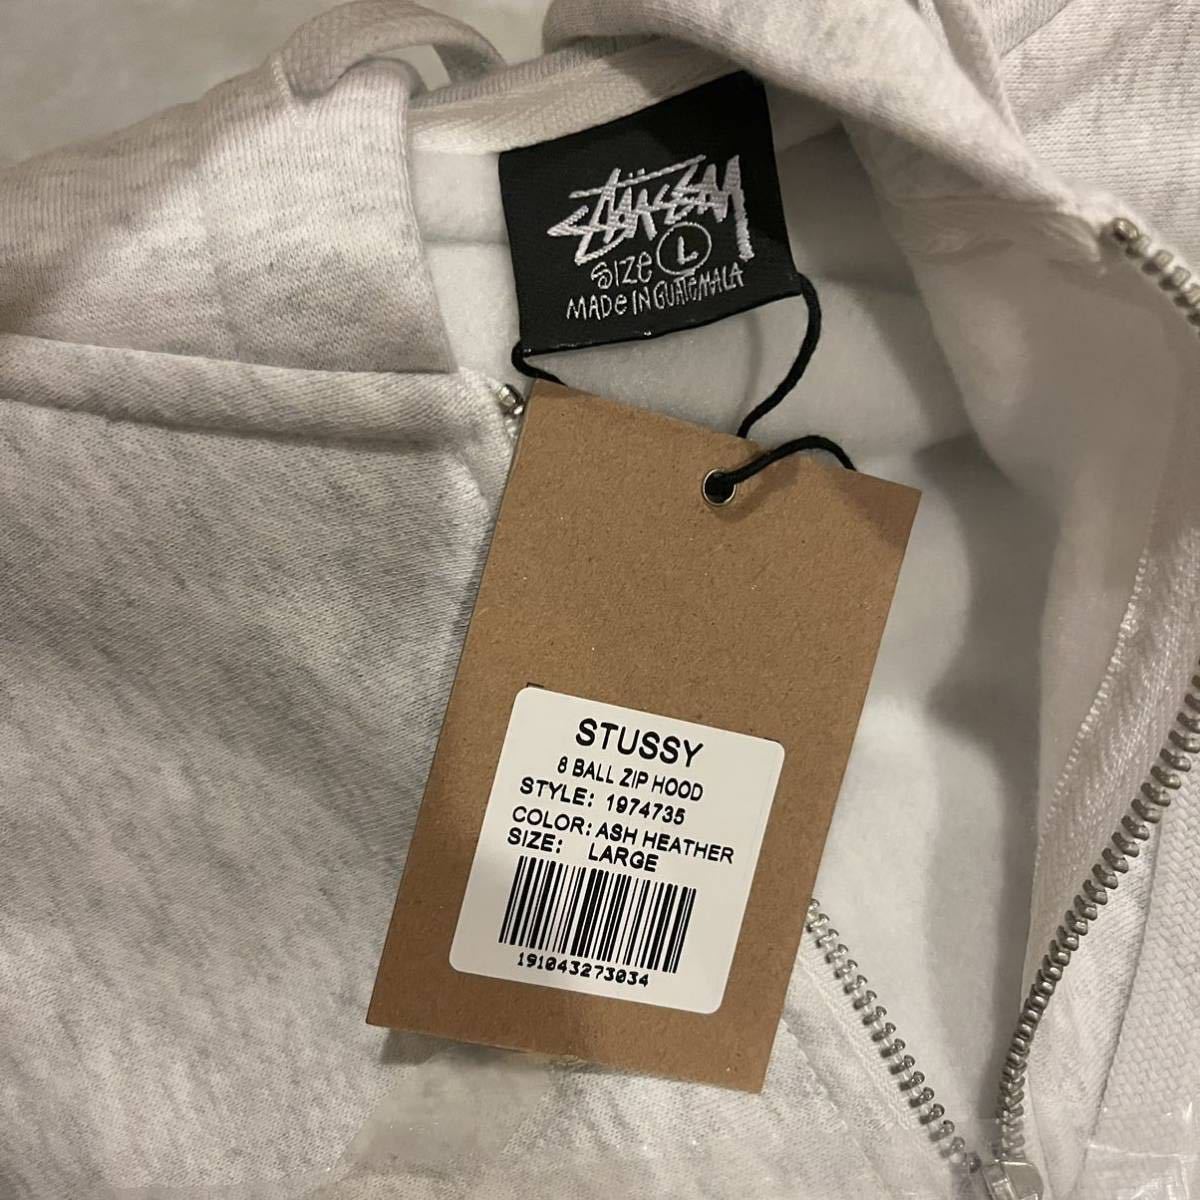 STÜSSY
SIZE L
MADE IN GUATEMALA
STUSSY
8 BALL ZIP HOOD
STYLE: 1974735
COLOR: ASH HEATHER
SIZE: LARGE
191043273034